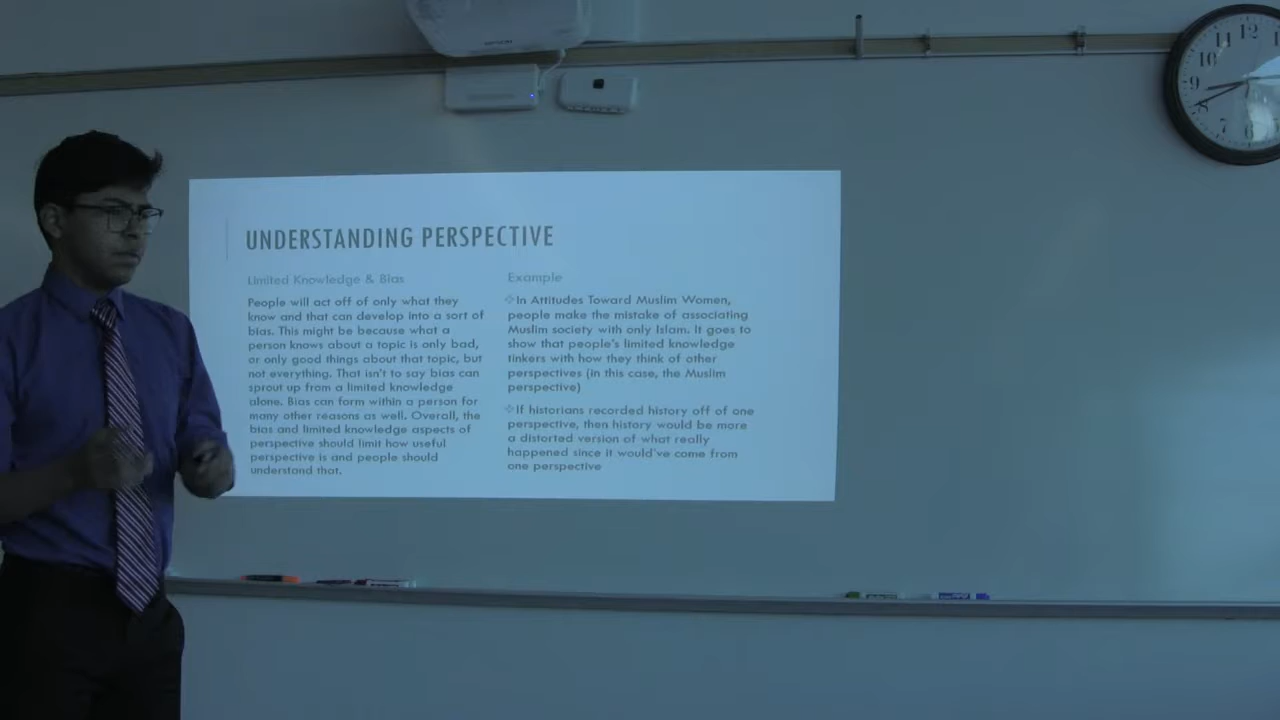 UNDERSTANDING PERSPECTIVE
Limited Knowledge & Bias
People will act off of only what they
know and that can develop into a sort of
bias. This might be because what a
person knows about a topic is only bad,
or only good things about that topic, but
not everything. That isn't to say bias can
sprout up from a limited knowledge
alone. Bias can form within a person for
many other reasons as well. Overall, the
bias and limited knowledge aspects of
perspective should limit how useful
perspective is and people should
understand that.
Example
In Attitudes Toward Muslim Women,
people make the mistake of associating
Muslim society with only Islam. It goes to
show that people's limited knowledge
tinkers with how they think of other
perspectives (in this case, the Muslim
perspective)
If historians recorded history off of one
perspective, then history would be more
a distorted version of what really
happened since it would've come from
one perspective
11 12
9
8
7 6